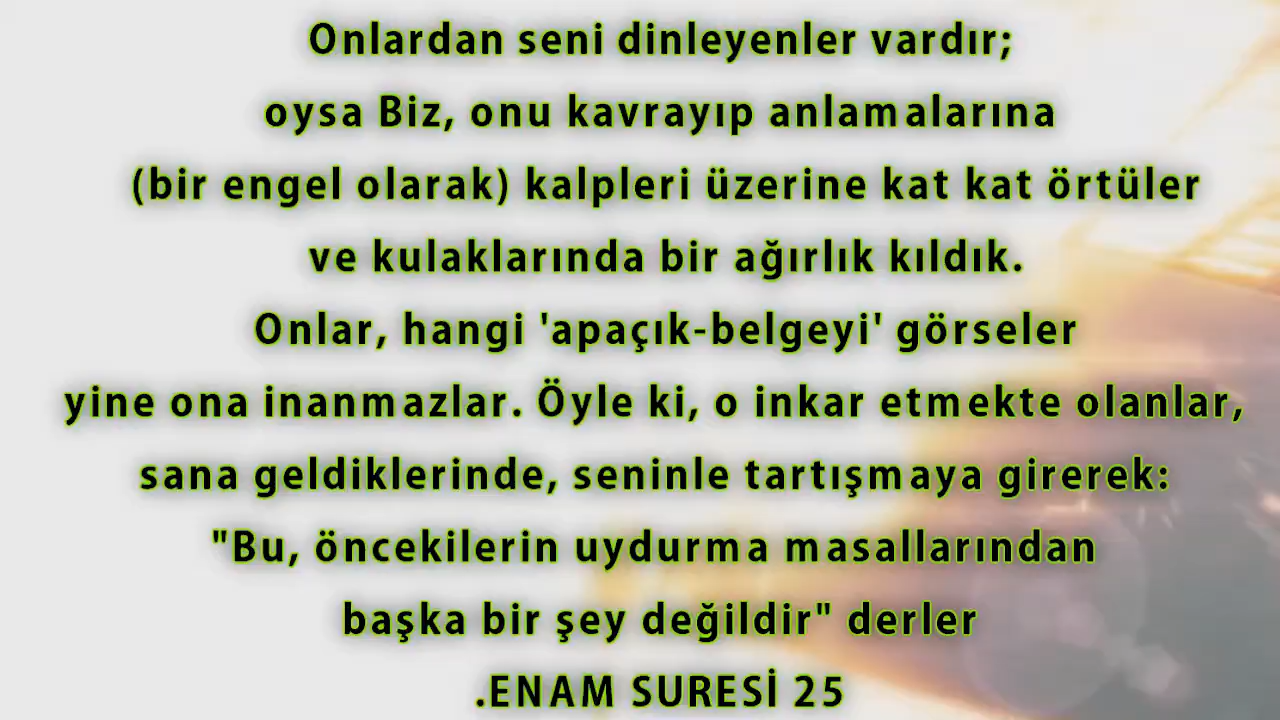 Onlardan seni dinleyenler vardır;
oysa Biz, onu kavrayıp anlamalarına
(bir engel olarak) kalpleri üzerine kat kat örtüler
ve kulaklarında bir ağırlık kıldık.
Onlar, hangi 'apaçık-belgeyi' görseler
yine ona inanmazlar. Öyle ki, o inkar etmekte olanlar,
sana geldiklerinde, seninle tartışmaya girerek:
"Bu, öncekilerin uydurma masallarından
başka bir şey değildir" derler
.ENAM SURESİ 25